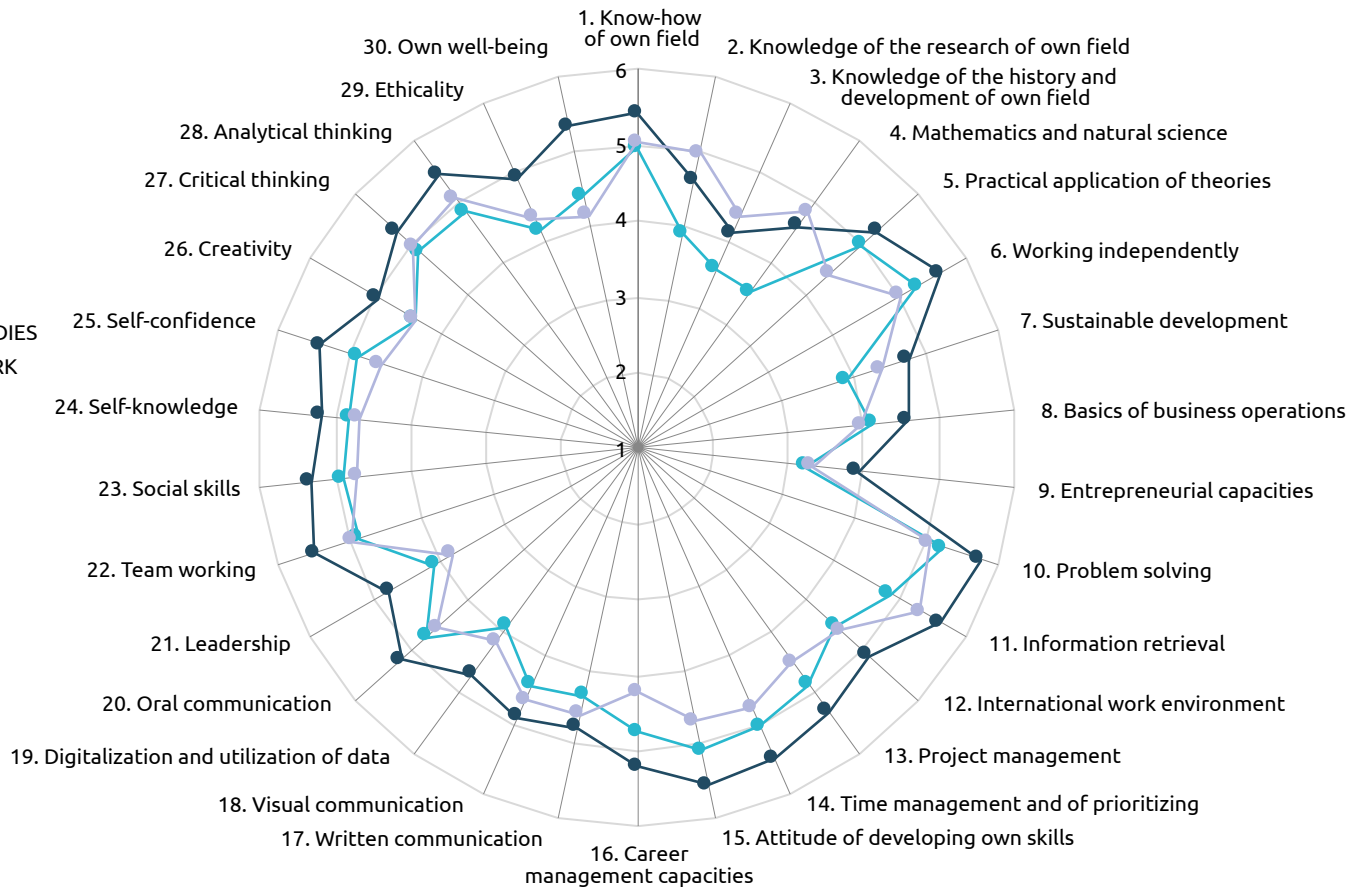 1. Know-how
of own field
2. Knowledge of the research of own field
3. Knowledge of the history and
development of own field
4. Mathematics and natural science
5. Practical application of theories
6. Working independently
7. Sustainable development
8. Basics of business operations
9. Entrepreneurial capacities
10. Problem solving
11. Information retrieval
12. International work environment
13. Project management
14. Time management and of prioritizing
15. Attitude of developing own skills
16. Career
management capacities
17. Written communication
18. Visual communication
19. Digitalization and utilization of data
20. Oral communication
21. Leadership
22. Team working
23. Social skills
24. Self-knowledge
25. Self-confidence
26. Creativity
27. Critical thinking
28. Analytical thinking
29. Ethicality
30. Own well-being
6
5
4
3
2
1
DIES
RK